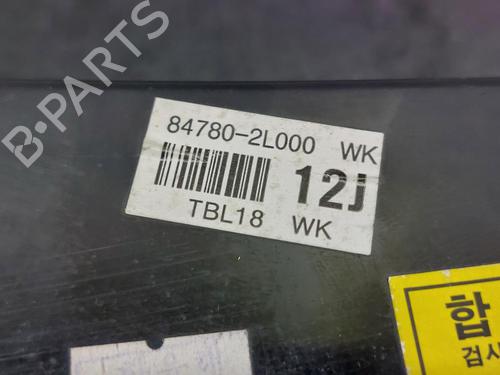 B-PARTS
84780-2L000 WK
12J
TBL18 WK
합
검사